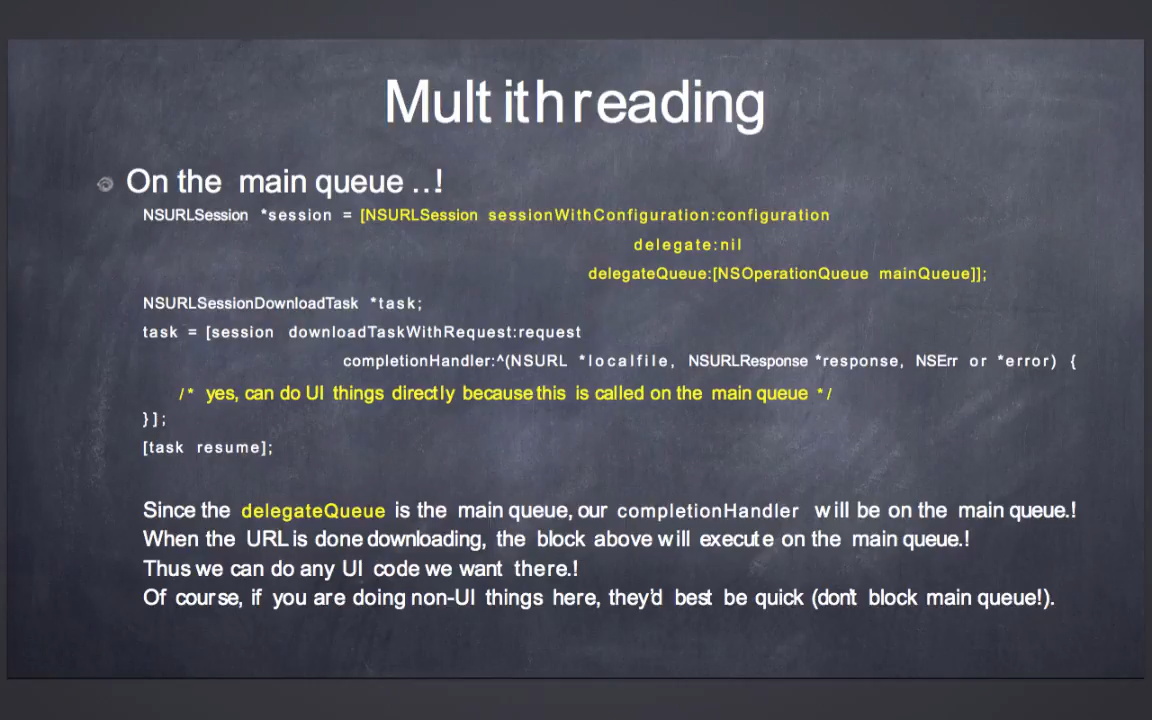 Multithreading
On the main queue ..!
NSURLSession *session = [NSURLSession sessionWithConfiguration:configuration
delegate:nil
delegateQueue:[NSOperationQueue mainQueue]];
NSURLSessionDownloadTask *task;
task = [session downloadTaskWithRequest:request
completionHandler:^(NSURL *localfile, NSURLResponse *response, NSError *error) {
/* yes, can do UI things directly because this is called on the main queue */
}];
[task resume];
Since the delegateQueue is the main queue, our completionHandler will be on the main queue.!
When the URL is done downloading, the block above will execute on the main queue.!
Thus we can do any UI code we want there.!
Of course, if you are doing non-UI things here, they'd best be quick (don't block main queue!).